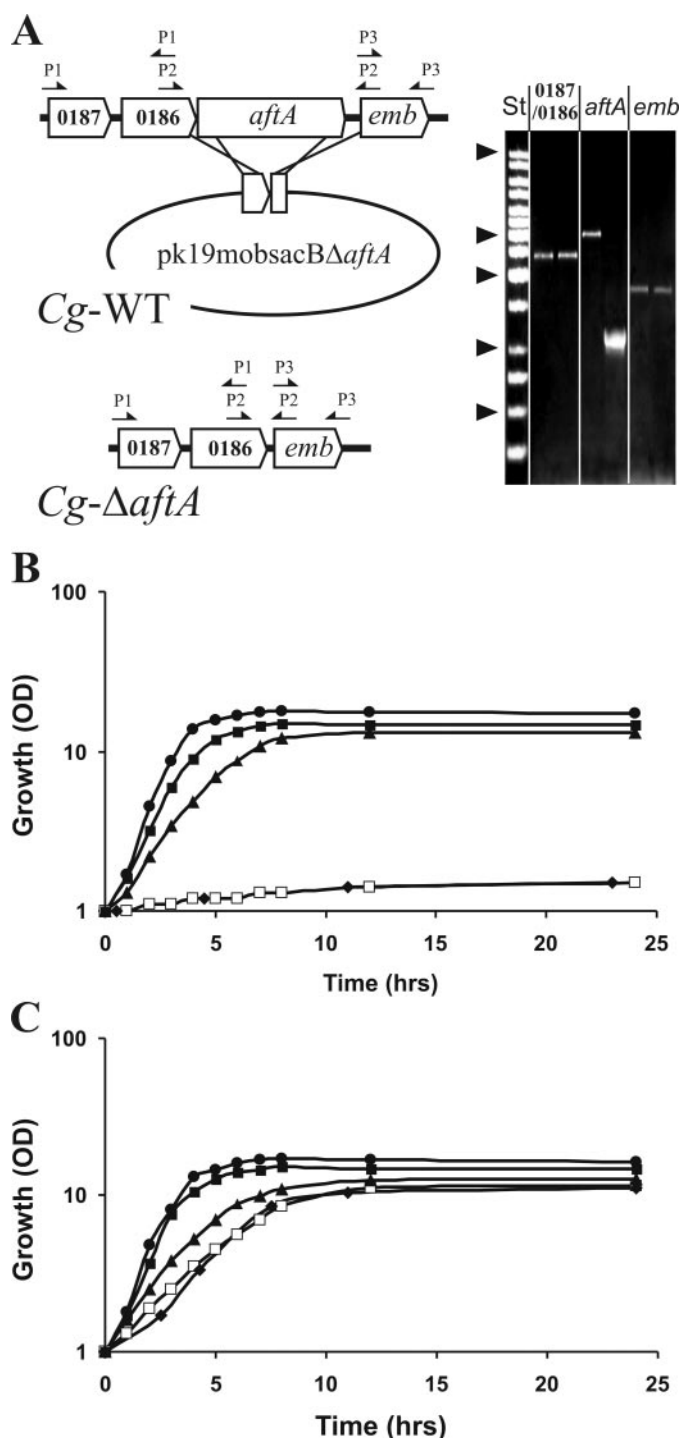 A
P1
P3
P1
P2
P2
P3
0187
0186
aftA
emb
pk19mobsacBΔaftA
Cg-WT
P1
P3
P1
P2
P2
P3
0187
0186
emb
Cg-ΔaftA
St
0187
/0186
aftA
emb
B
100
10
1
Growth (OD)
0
5
10
15
20
25
Time (hrs)
C
100
10
1
Growth (OD)
0
5
10
15
20
25
Time (hrs)